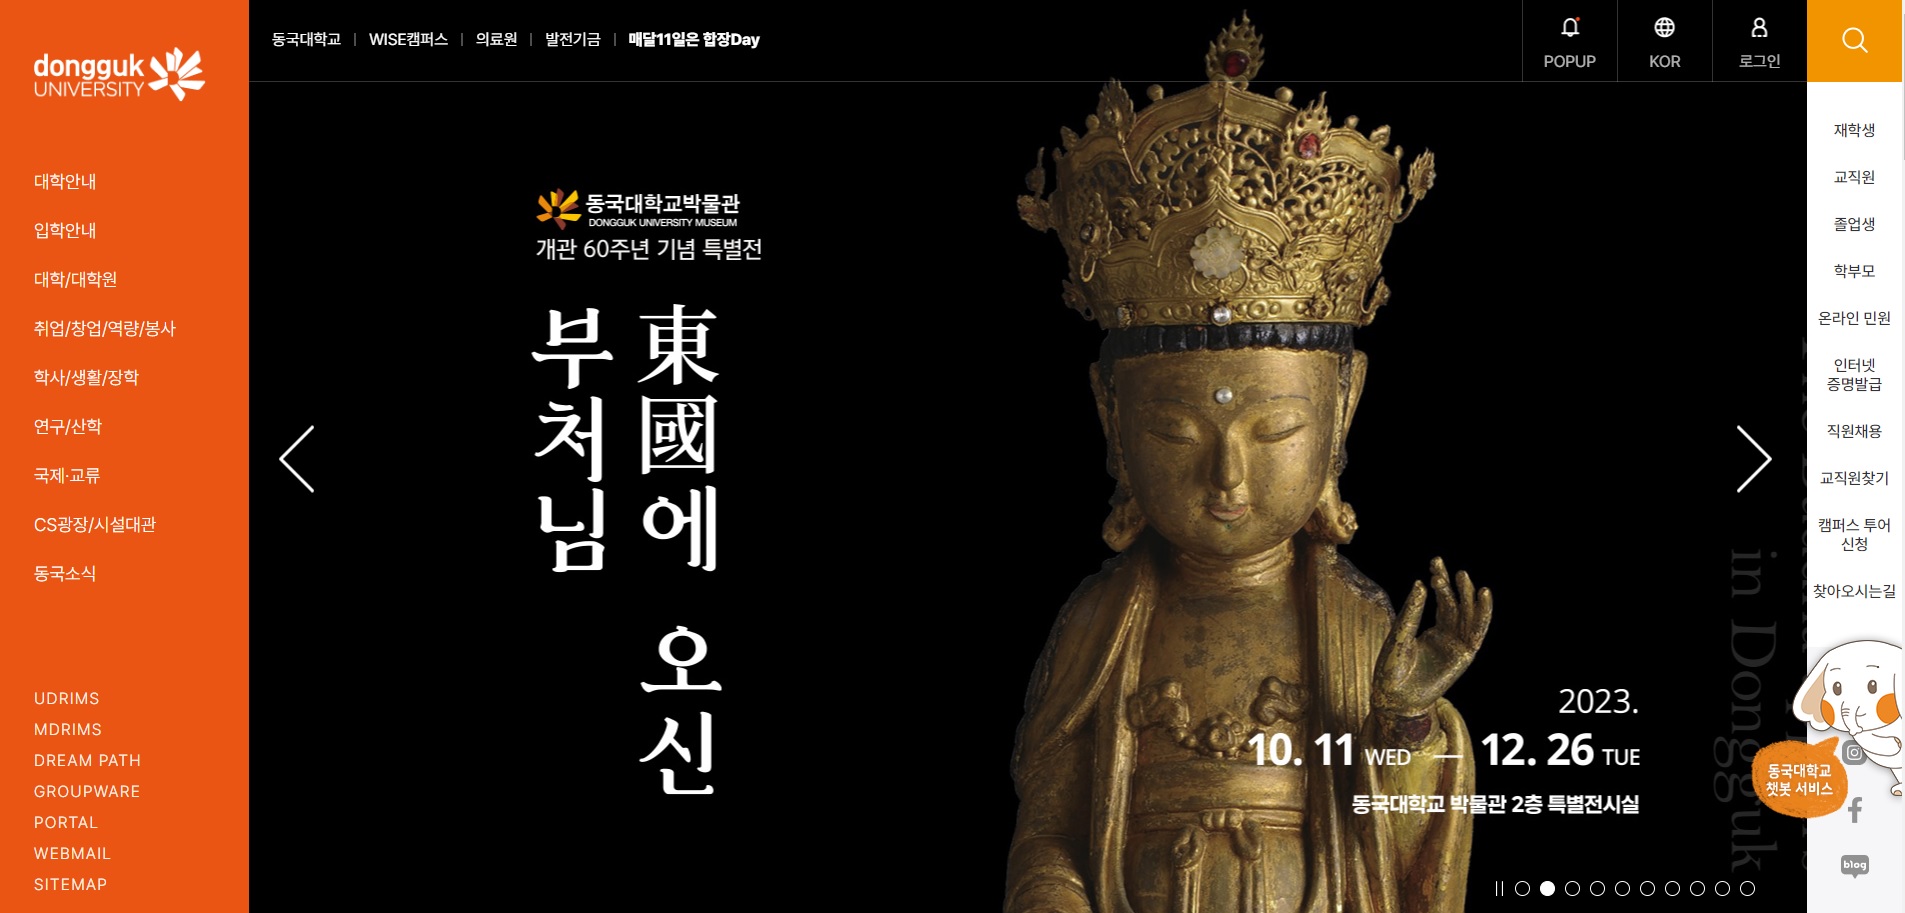 dongguk
UNIVERSITY
대학안내
입학안내
대학/대학원
취업/창업/역량/봉사
학사/생활/장학
연구/산학
국제·교류
CS광장/시설대관
동국소식
UDRIMS
MDRIMS
DREAM PATH
GROUPWARE
PORTAL
WEBMAIL
SITEMAP
동국대학교 | WISE캠퍼스 | 의료원 | 발전기금 | 매달11일은 합장Day
POPUP
KOR
로그인
동국대학교박물관
DONGGUK UNIVERSITY MUSEUM
개관 60주년 기념 특별전
東國에 오신
부처님
2023.
10. 11 WED — 12. 26 TUE
동국대학교 박물관 2층 특별전시실
in Dongguk
재학생
교직원
졸업생
학부모
온라인 민원
인터넷
증명발급
직원채용
교직원찾기
캠퍼스 투어
신청
찾아오시는길
동국대학교
챗봇 서비스
blog